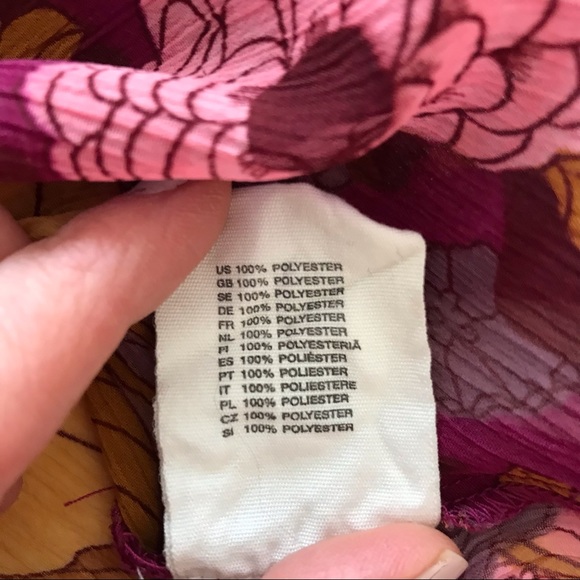 US 100% POLYESTER
GB 100% POLYESTER
SE 100% POLYESTER
DE 100% POLYESTER
FR 100% POLYESTER
NL 100% POLYESTER
FI 100% POLYESTERIÄ
ES 100% POLIÉSTER
PT 100% POLIESTER
IT 100% POLIESTERE
PL 100% POLIESTER
CZ 100% POLYESTER
SI 100% POLYESTER